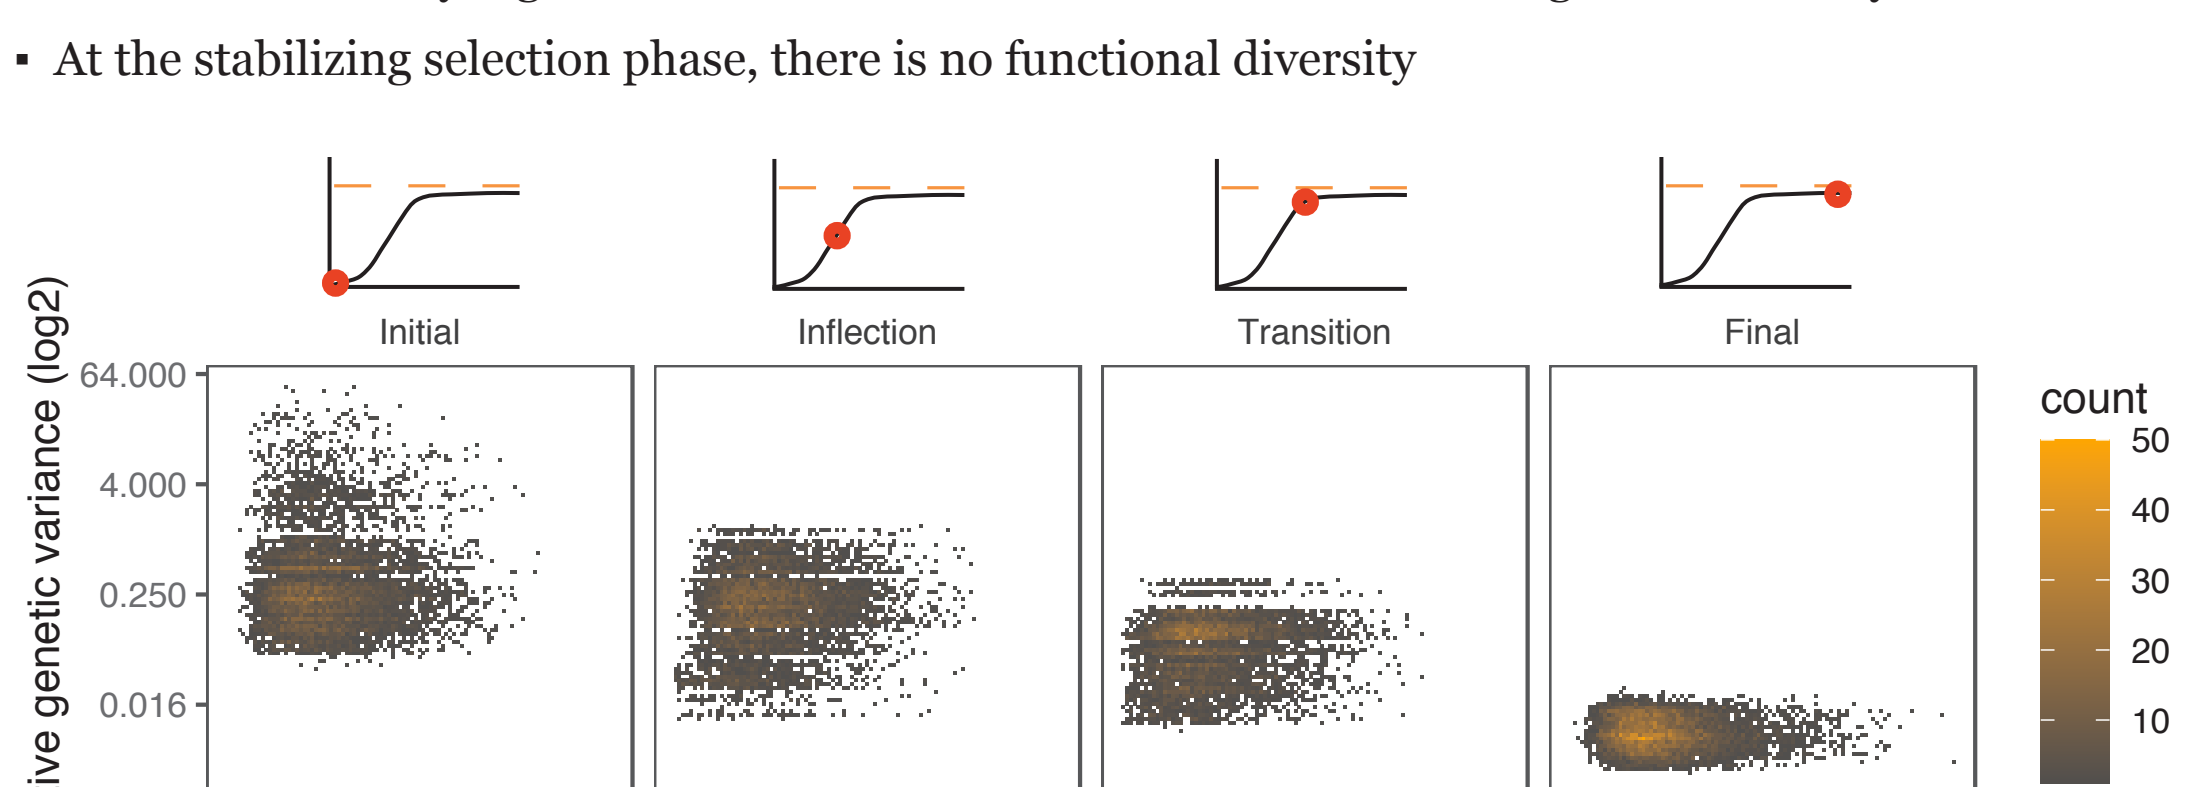 ▪ At the stabilizing selection phase, there is no functional diversity
Initial
Inflection
Transition
Final
genetic variance (log2)
64.000
4.000
0.250
0.016
count
50
40
30
20
10